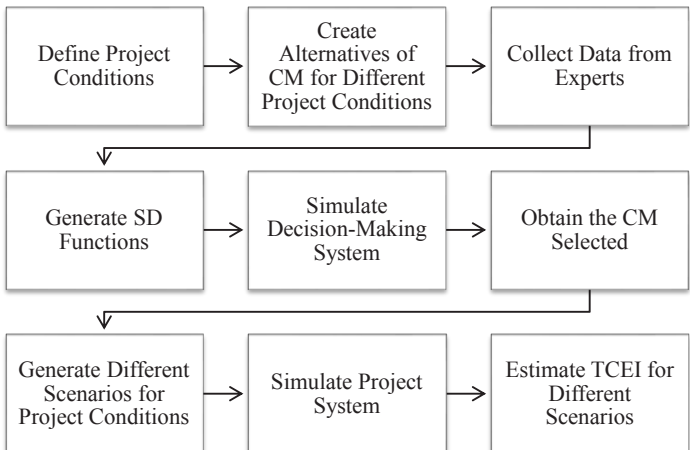 Define Project
Conditions
Create
Alternatives of
CM for Different
Project Conditions
Collect Data from
Experts
Generate SD
Functions
Simulate
Decision-Making
System
Obtain the CM
Selected
Generate Different
Scenarios for
Project Conditions
Simulate Project
System
Estimate TCEI for
Different
Scenarios